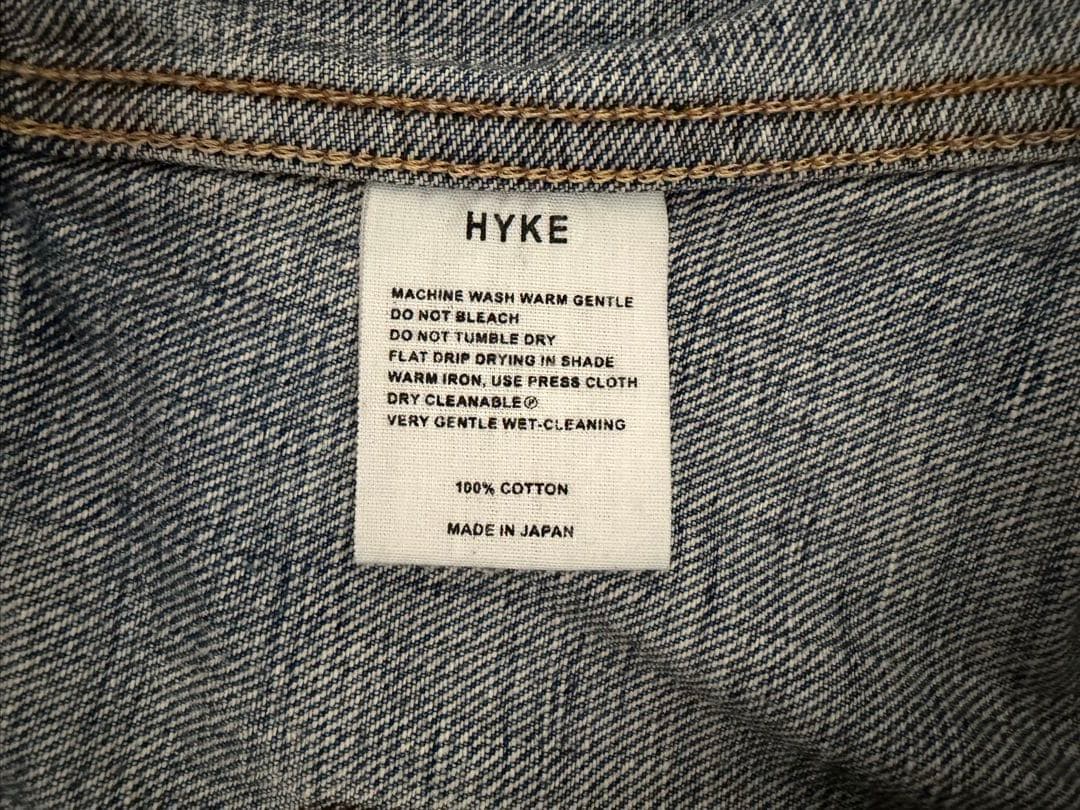 HYKE
MACHINE WASH WARM GENTLE
DO NOT BLEACH
DO NOT TUMBLE DRY
FLAT DRIP DRYING IN SHADE
WARM IRON, USE PRESS CLOTH
DRY CLEANABLE Ⓟ
VERY GENTLE WET-CLEANING
100% COTTON
MADE IN JAPAN